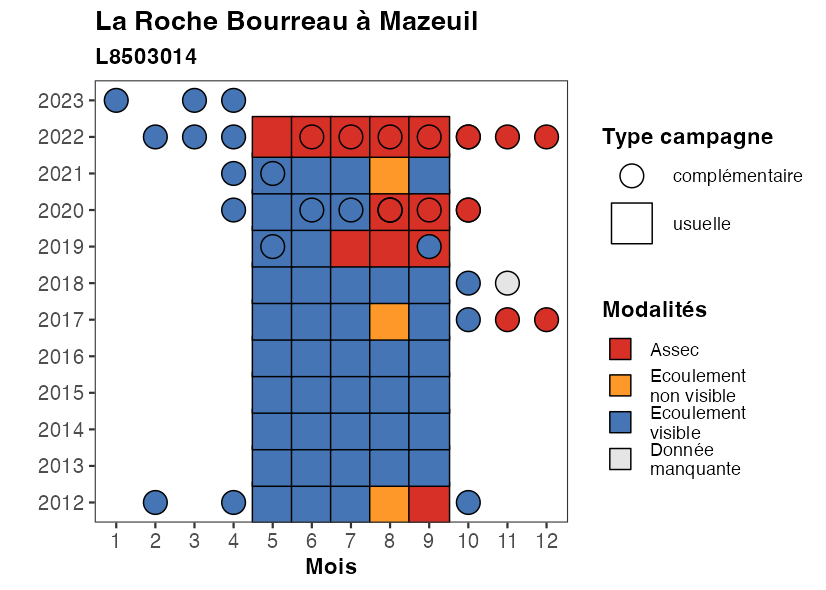 La Roche Bourreau à Mazeuil
L8503014
2023
2022
2021
2020
2019
2018
2017
2016
2015
2014
2013
2012
1 2 3 4 5 6 7 8 9 10 11 12
Mois
Type campagne
complémentaire
usuelle
Modalités
Assec
Ecoulement
non visible
Ecoulement
visible
Donnée
manquante